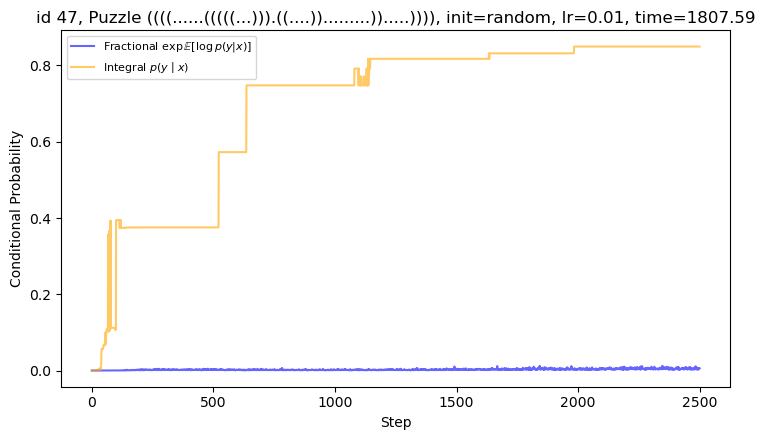 id 47, Puzzle ((((......(((((...))).((....)).........)).....)))), init=random, lr=0.01, time=1807.59
Fractional exp𝔼[log p(y|x)]
Integral p(y | x)
Conditional Probability
0.8
0.6
0.4
0.2
0.0
0
500
1000
1500
2000
2500
Step